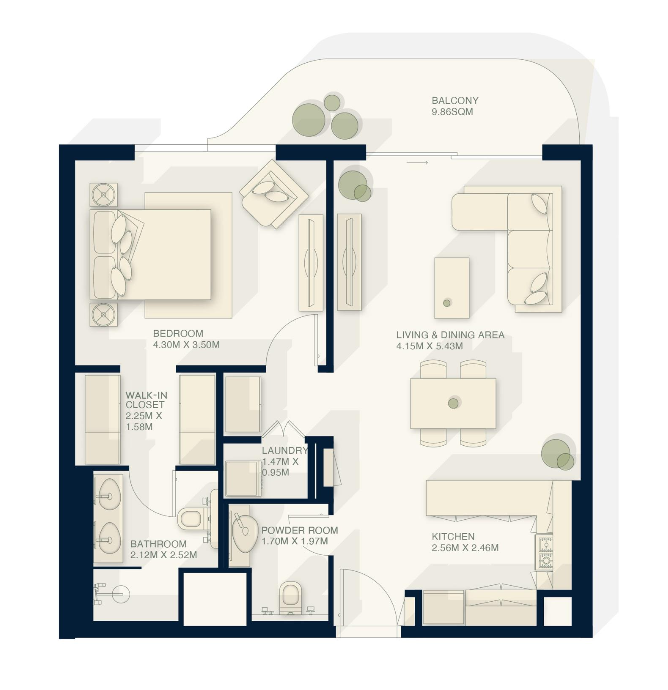 BALCONY
9.86SQM
BEDROOM
4.30M X 3.50M
LIVING & DINING AREA
4.15M X 5.43M
WALK-IN
CLOSET
2.25M X
1.58M
LAUNDRY
1.47M X
0.95M
POWDER ROOM
1.70M X 1.97M
BATHROOM
2.12M X 2.52M
KITCHEN
2.56M X 2.46M